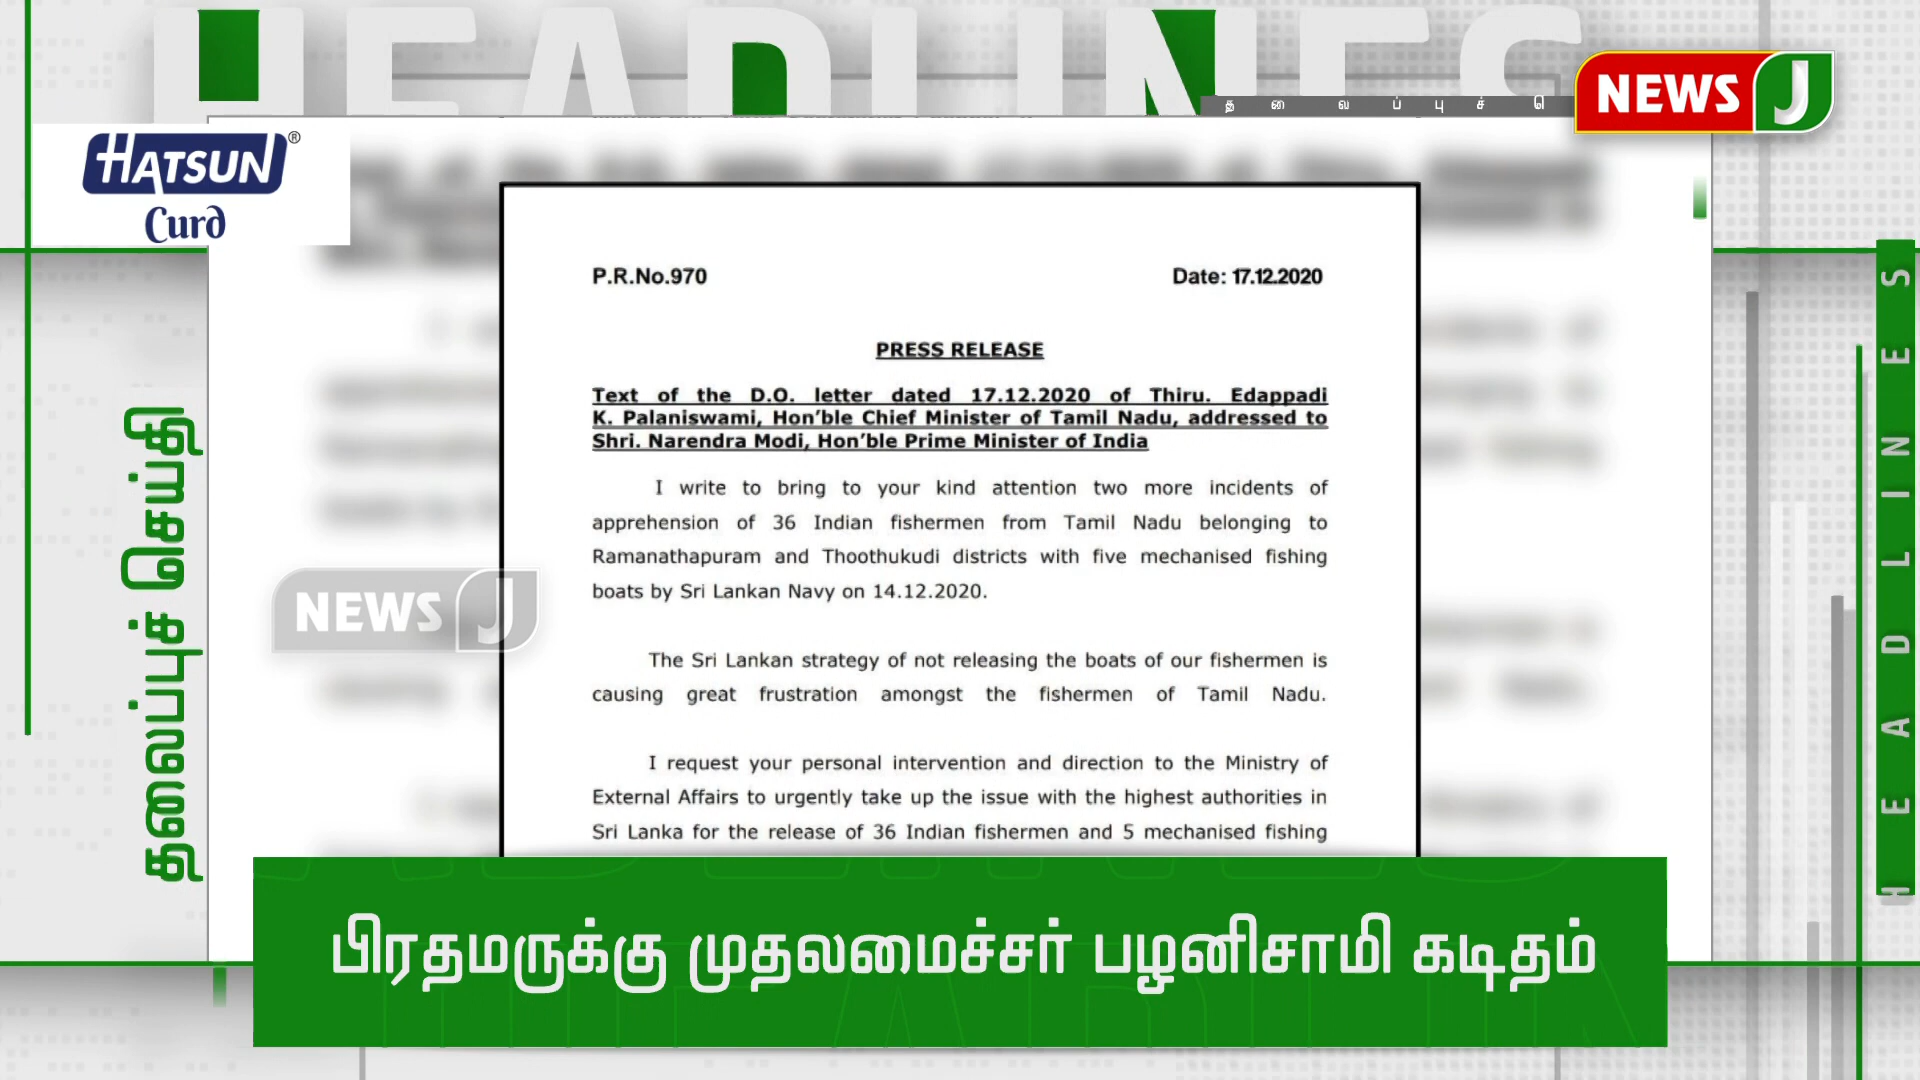 HEADLINES
த லை ப் பு ச் செ
NEWS J
HATSUN®
Curd
P.R.No.970 Date: 17.12.2020
PRESS RELEASE
Text of the D.O. letter dated 17.12.2020 of Thiru. Edappadi
K. Palaniswami, Hon'ble Chief Minister of Tamil Nadu, addressed to
Shri. Narendra Modi, Hon'ble Prime Minister of India
I write to bring to your kind attention two more incidents of
apprehension of 36 Indian fishermen from Tamil Nadu belonging to
Ramanathapuram and Thoothukudi districts with five mechanised fishing
boats by Sri Lankan Navy on 14.12.2020.
The Sri Lankan strategy of not releasing the boats of our fishermen is
causing great frustration amongst the fishermen of Tamil Nadu.
I request your personal intervention and direction to the Ministry of
External Affairs to urgently take up the issue with the highest authorities in
Sri Lanka for the release of 36 Indian fishermen and 5 mechanised fishing
NEWS J
தலைப்புச் செய்தி
HEADLINES
பிரதமருக்கு முதலமைச்சர் பழனிசாமி கடிதம்